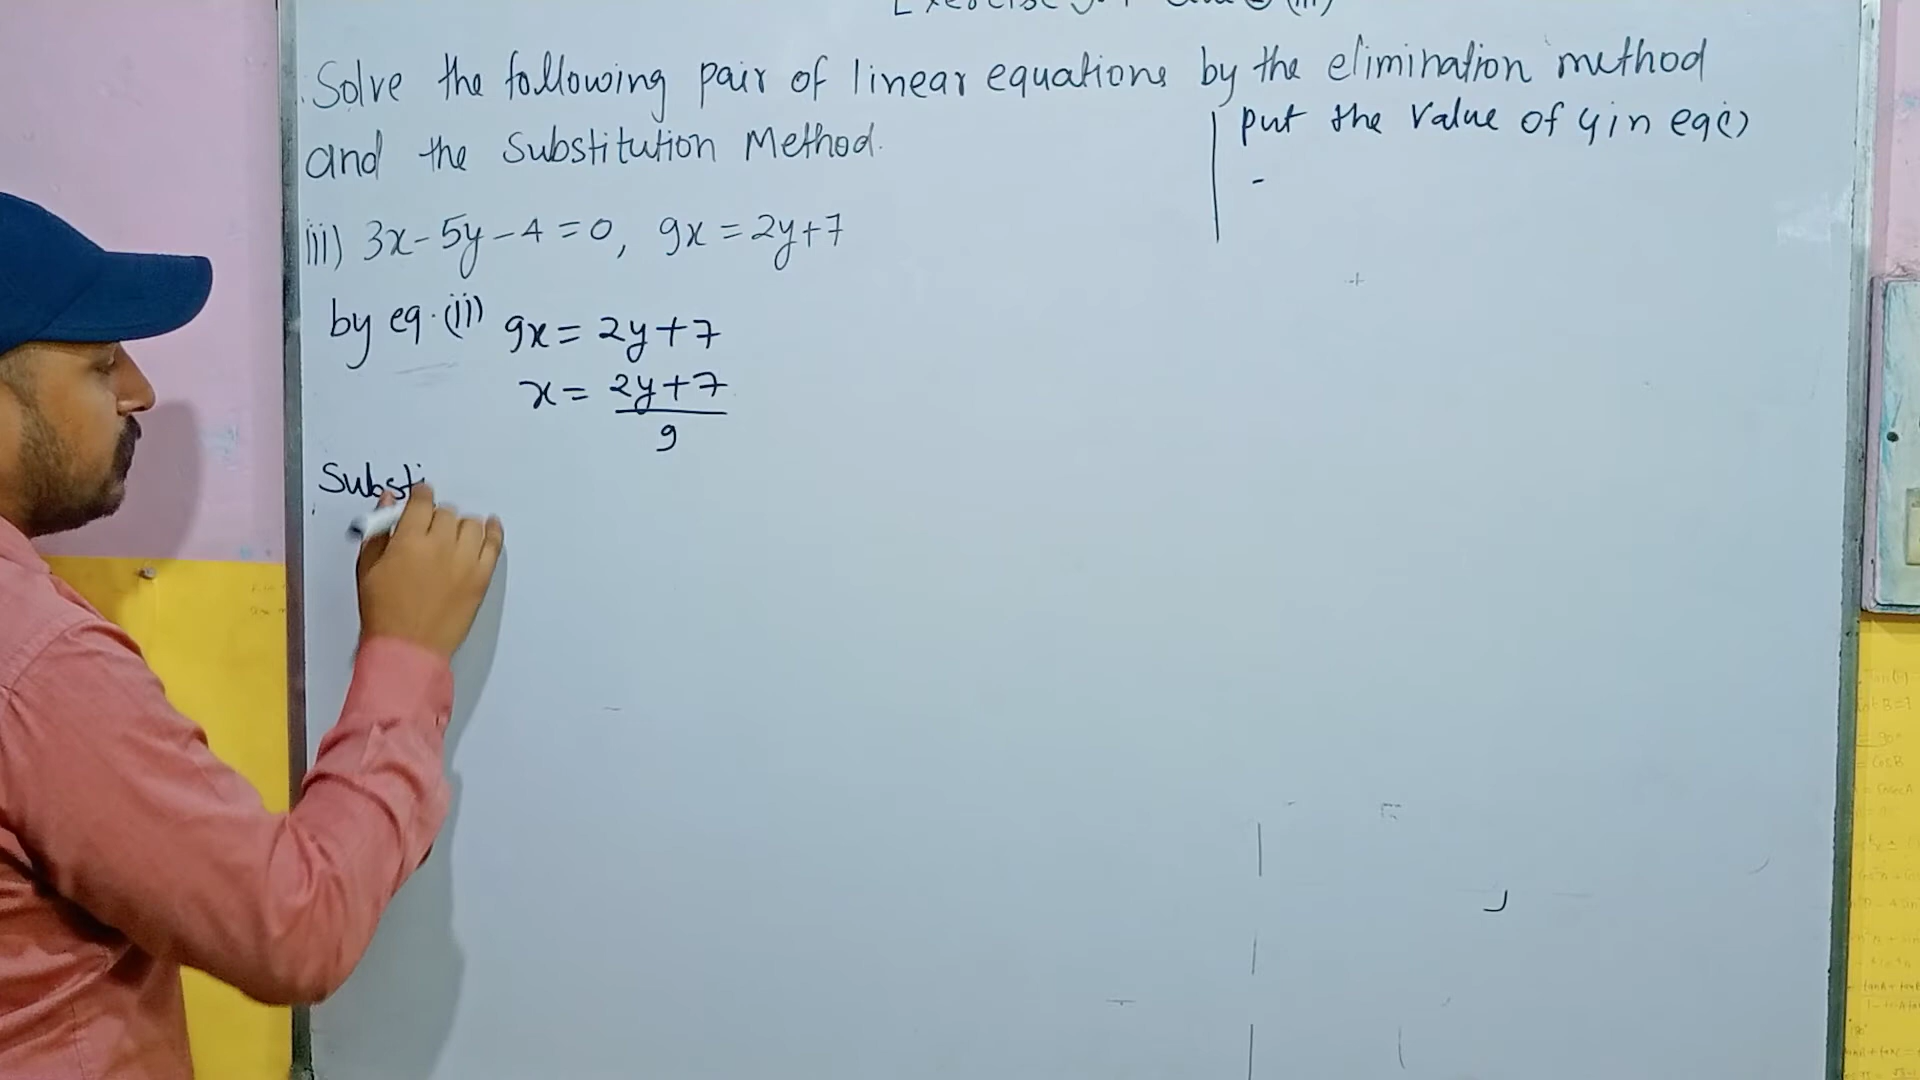 Solve the following pair of linear equations by the elimination method
and the Substitution Method.
put the value of y in eq(i)
-
iii) 3x-5y-4=0, 9x=2y+7
by eq.(ii) 9x=2y+7
x=2y+7
9
Substi